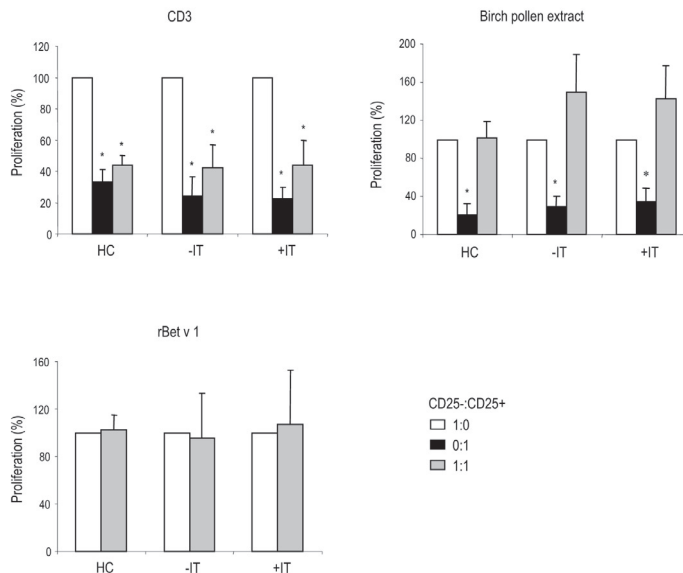 CD3
Proliferation (%)
120
100
80
60
40
20
0
* * * * * *
HC -IT +IT
Birch pollen extract
Proliferation (%)
200
160
120
80
40
0
* * *
HC -IT +IT
rBet v 1
Proliferation (%)
160
120
80
40
0
HC -IT +IT
CD25-:CD25+
1:0
0:1
1:1